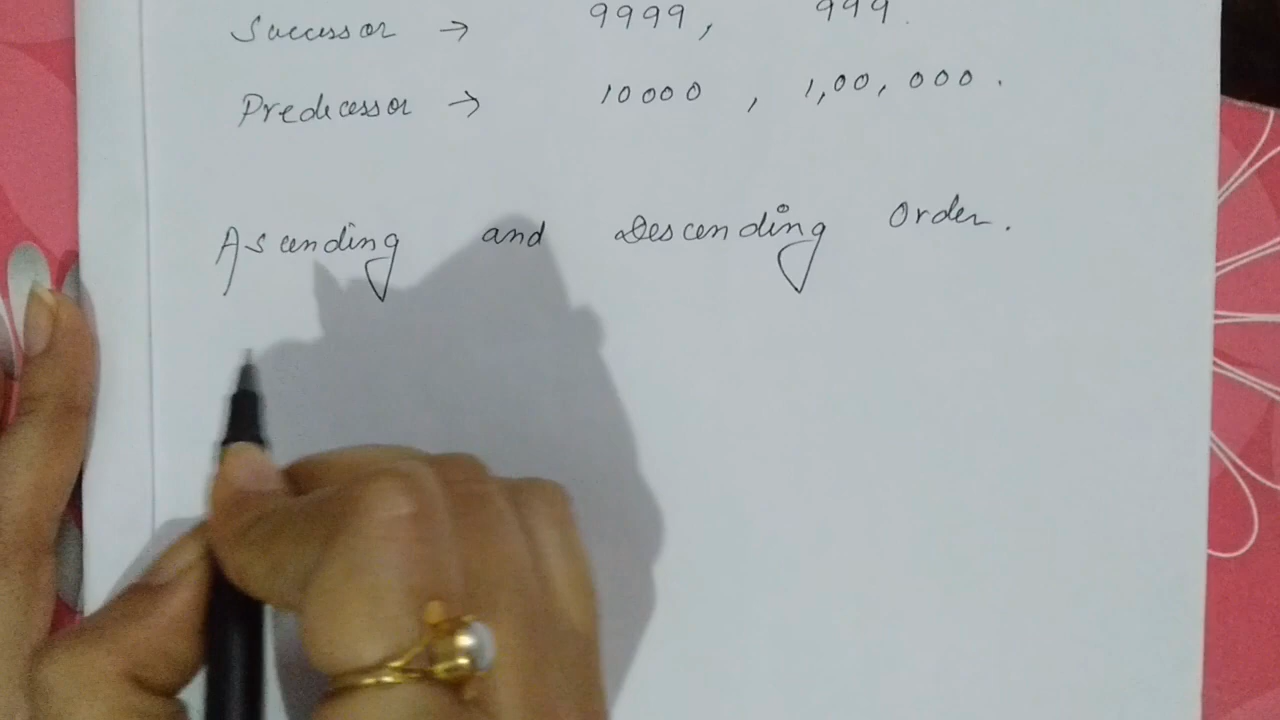 Successor → 9999, 999.
Predecessor → 10000, 1,00,000.
Ascending and Descending Order.